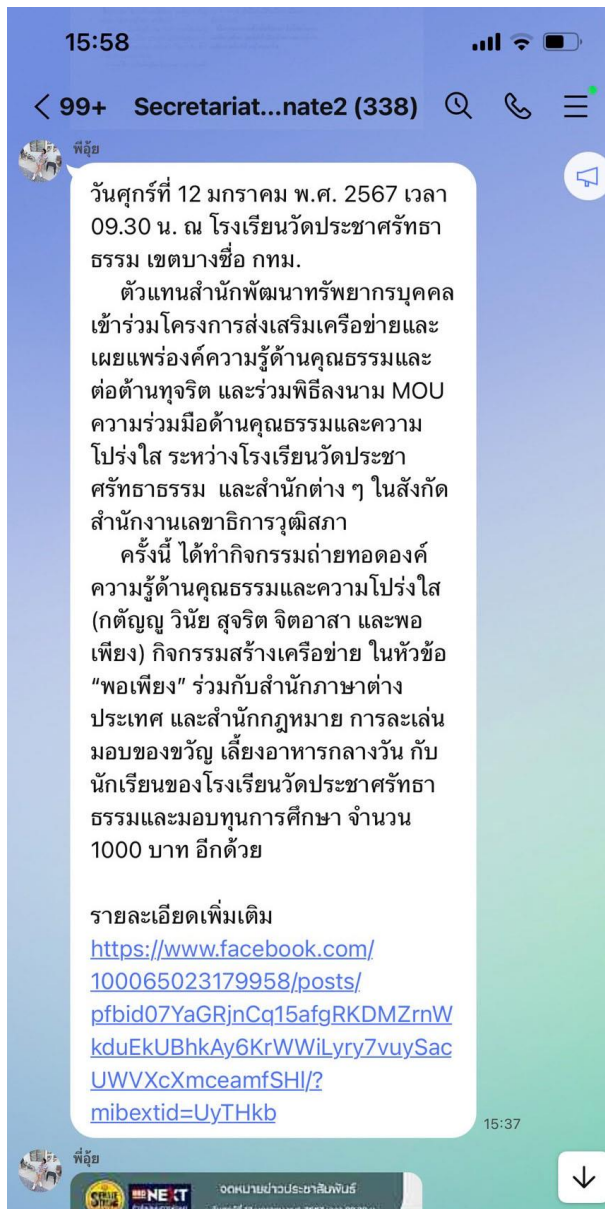 15:58
99+ Secretariat...nate2 (338)
พี่อุ้ย
วันศุกร์ที่ 12 มกราคม พ.ศ. 2567 เวลา
09.30 น. ณ โรงเรียนวัดประชาศรัทธา
ธรรม เขตบางซื่อ กทม.
ตัวแทนสำนักพัฒนาทรัพยากรบุคคล
เข้าร่วมโครงการส่งเสริมเครือข่ายและ
เผยแพร่องค์ความรู้ด้านคุณธรรมและ
ต่อต้านทุจริต และร่วมพิธีลงนาม MOU
ความร่วมมือด้านคุณธรรมและความ
โปร่งใส ระหว่างโรงเรียนวัดประชา
ศรัทธาธรรม และสำนักต่าง ๆ ในสังกัด
สำนักงานเลขาธิการวุฒิสภา
ครั้งนี้ ได้ทำกิจกรรมถ่ายทอดองค์
ความรู้ด้านคุณธรรมและความโปร่งใส
(กตัญญู วินัย สุจริต จิตอาสา และพอ
เพียง) กิจกรรมสร้างเครือข่าย ในหัวข้อ
“พอเพียง” ร่วมกับสำนักภาษาต่าง
ประเทศ และสำนักกฎหมาย การละเล่น
มอบของขวัญ เลี้ยงอาหารกลางวัน กับ
นักเรียนของโรงเรียนวัดประชาศรัทธา
ธรรมและมอบทุนการศึกษา จำนวน
1000 บาท อีกด้วย
รายละเอียดเพิ่มเติม
https://www.facebook.com/
100065023179958/posts/
pfbid07YaGRjnCq15afgRKDMZrnW
kduEkUBhkAy6KrWWiLyry7vuySac
UWVXcXmceamfSHl/?
mibextid=UyTHkb
15:37
พี่อุ้ย
NEXT
จดหมายข่าวประชาสัมพันธ์